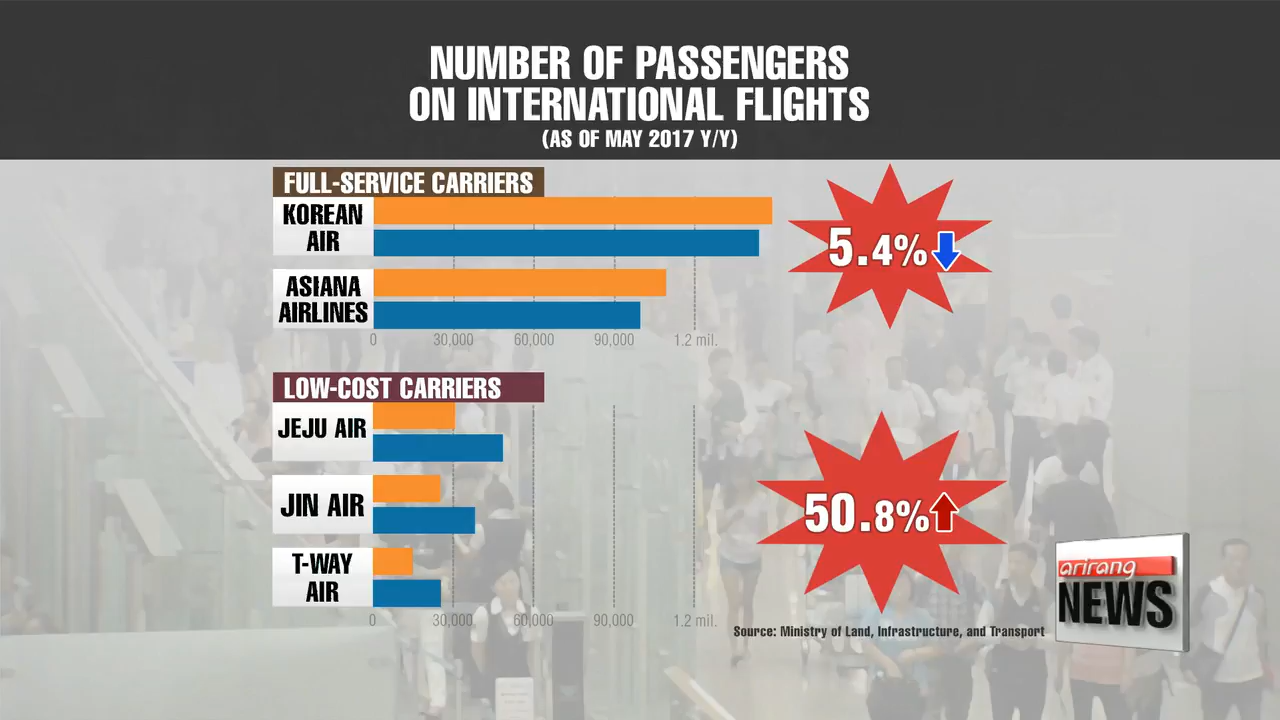 NUMBER OF PASSENGERS
ON INTERNATIONAL FLIGHTS
(AS OF MAY 2017 Y/Y)
FULL-SERVICE CARRIERS
KOREAN
AIR
ASIANA
AIRLINES
0 30,000 60,000 90,000 1.2 mil.
5.4%
LOW-COST CARRIERS
JEJU AIR
JIN AIR
T-WAY
AIR
0 30,000 60,000 90,000 1.2 mil.
50.8%
Source: Ministry of Land, Infrastructure, and Transport
arirang
NEWS